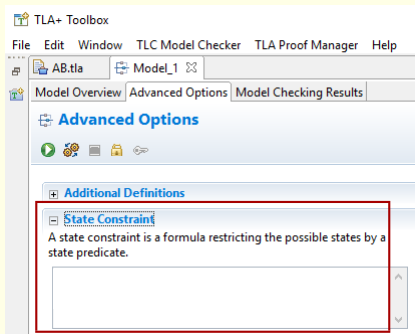 TLA+ Toolbox
File Edit Window TLC Model Checker TLA Proof Manager Help
AB.tla Model_1
Model Overview Advanced Options Model Checking Results
Advanced Options
Additional Definitions
State Constraint
A state constraint is a formula restricting the possible states by a
state predicate.